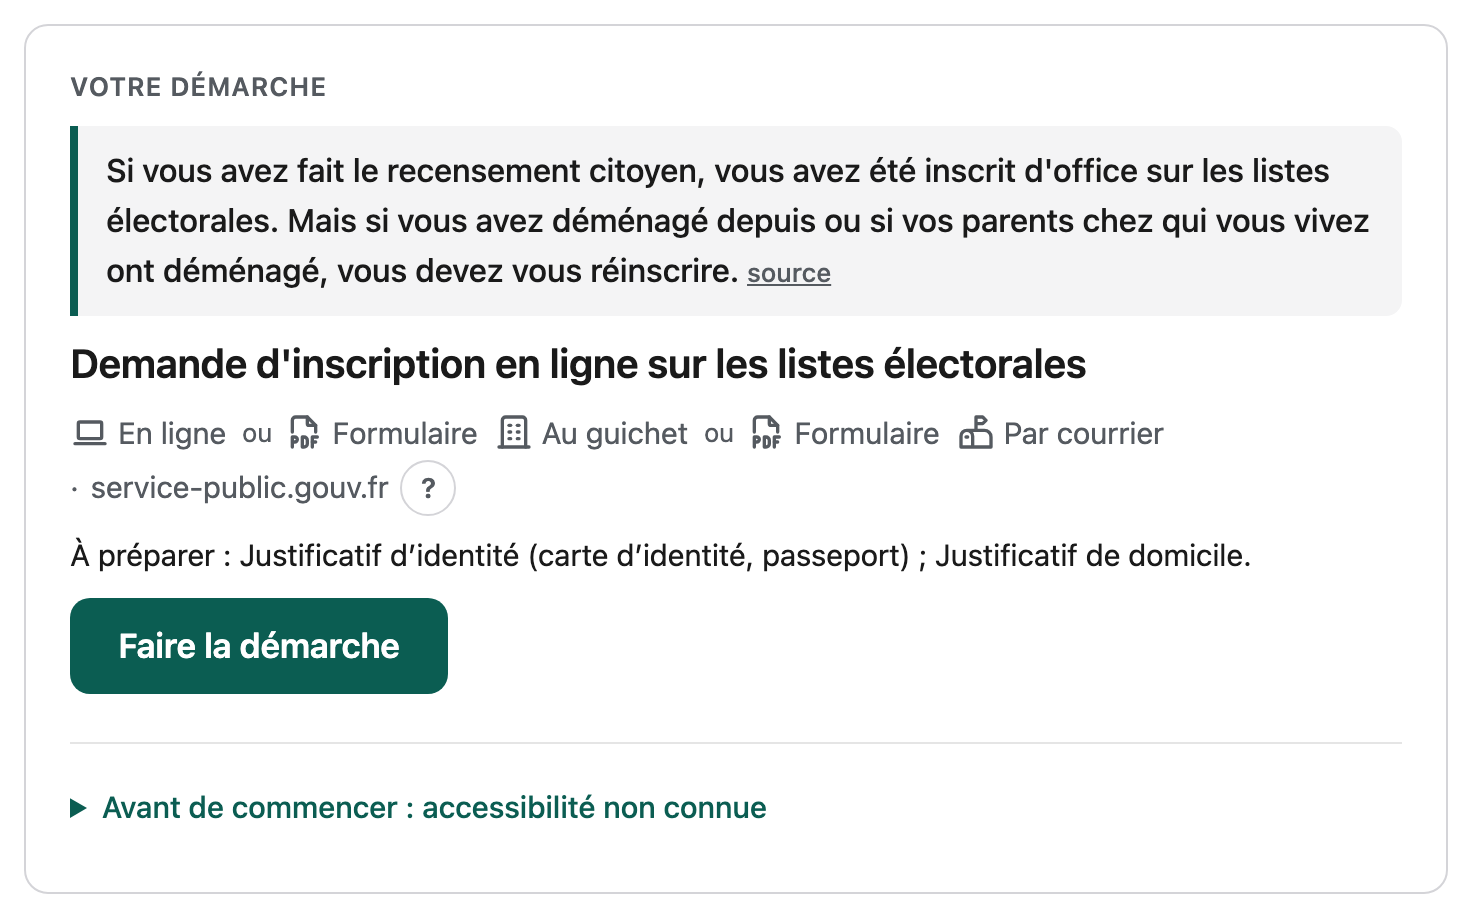 VOTRE DÉMARCHE
Si vous avez fait le recensement citoyen, vous avez été inscrit d'office sur les listes
électorales. Mais si vous avez déménagé depuis ou si vos parents chez qui vous vivez
ont déménagé, vous devez vous réinscrire. source
Demande d'inscription en ligne sur les listes électorales
En ligne ou PDF Formulaire Au guichet ou PDF Formulaire Par courrier
· service-public.gouv.fr ?
À préparer : Justificatif d’identité (carte d’identité, passeport) ; Justificatif de domicile.
Faire la démarche
Avant de commencer : accessibilité non connue